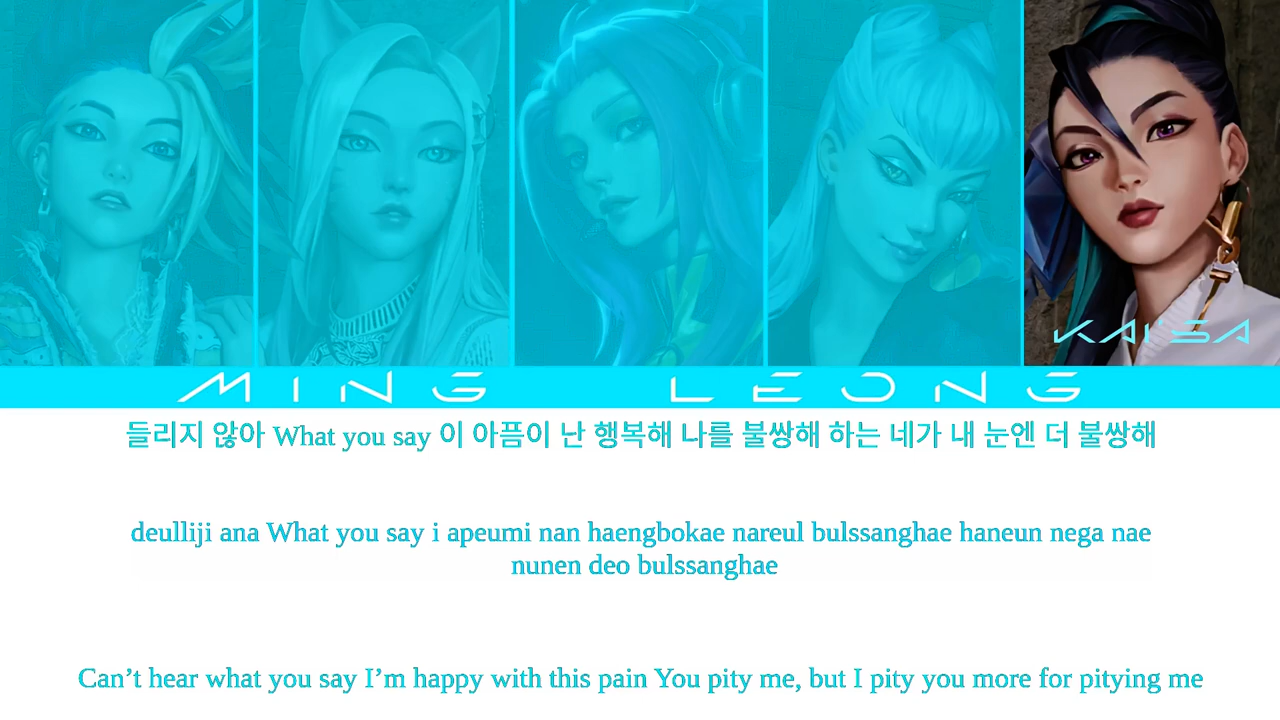 KAI'SA
MING LEONG
들리지 않아 What you say 이 아픔이 난 행복해 나를 불쌍해 하는 네가 내 눈엔 더 불쌍해
deulliji ana What you say i apeumi nan haengbokae nareul bulssanghae haneun nega nae
nunen deo bulssanghae
Can’t hear what you say I’m happy with this pain You pity me, but I pity you more for pitying me